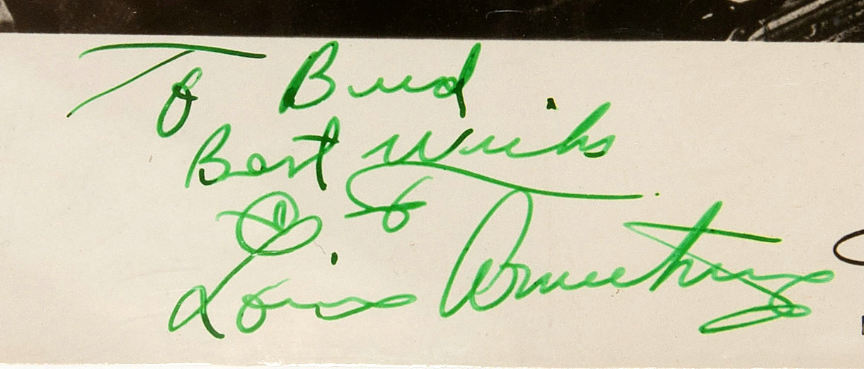 To Bud
Best Wishes
Louis Armstrong